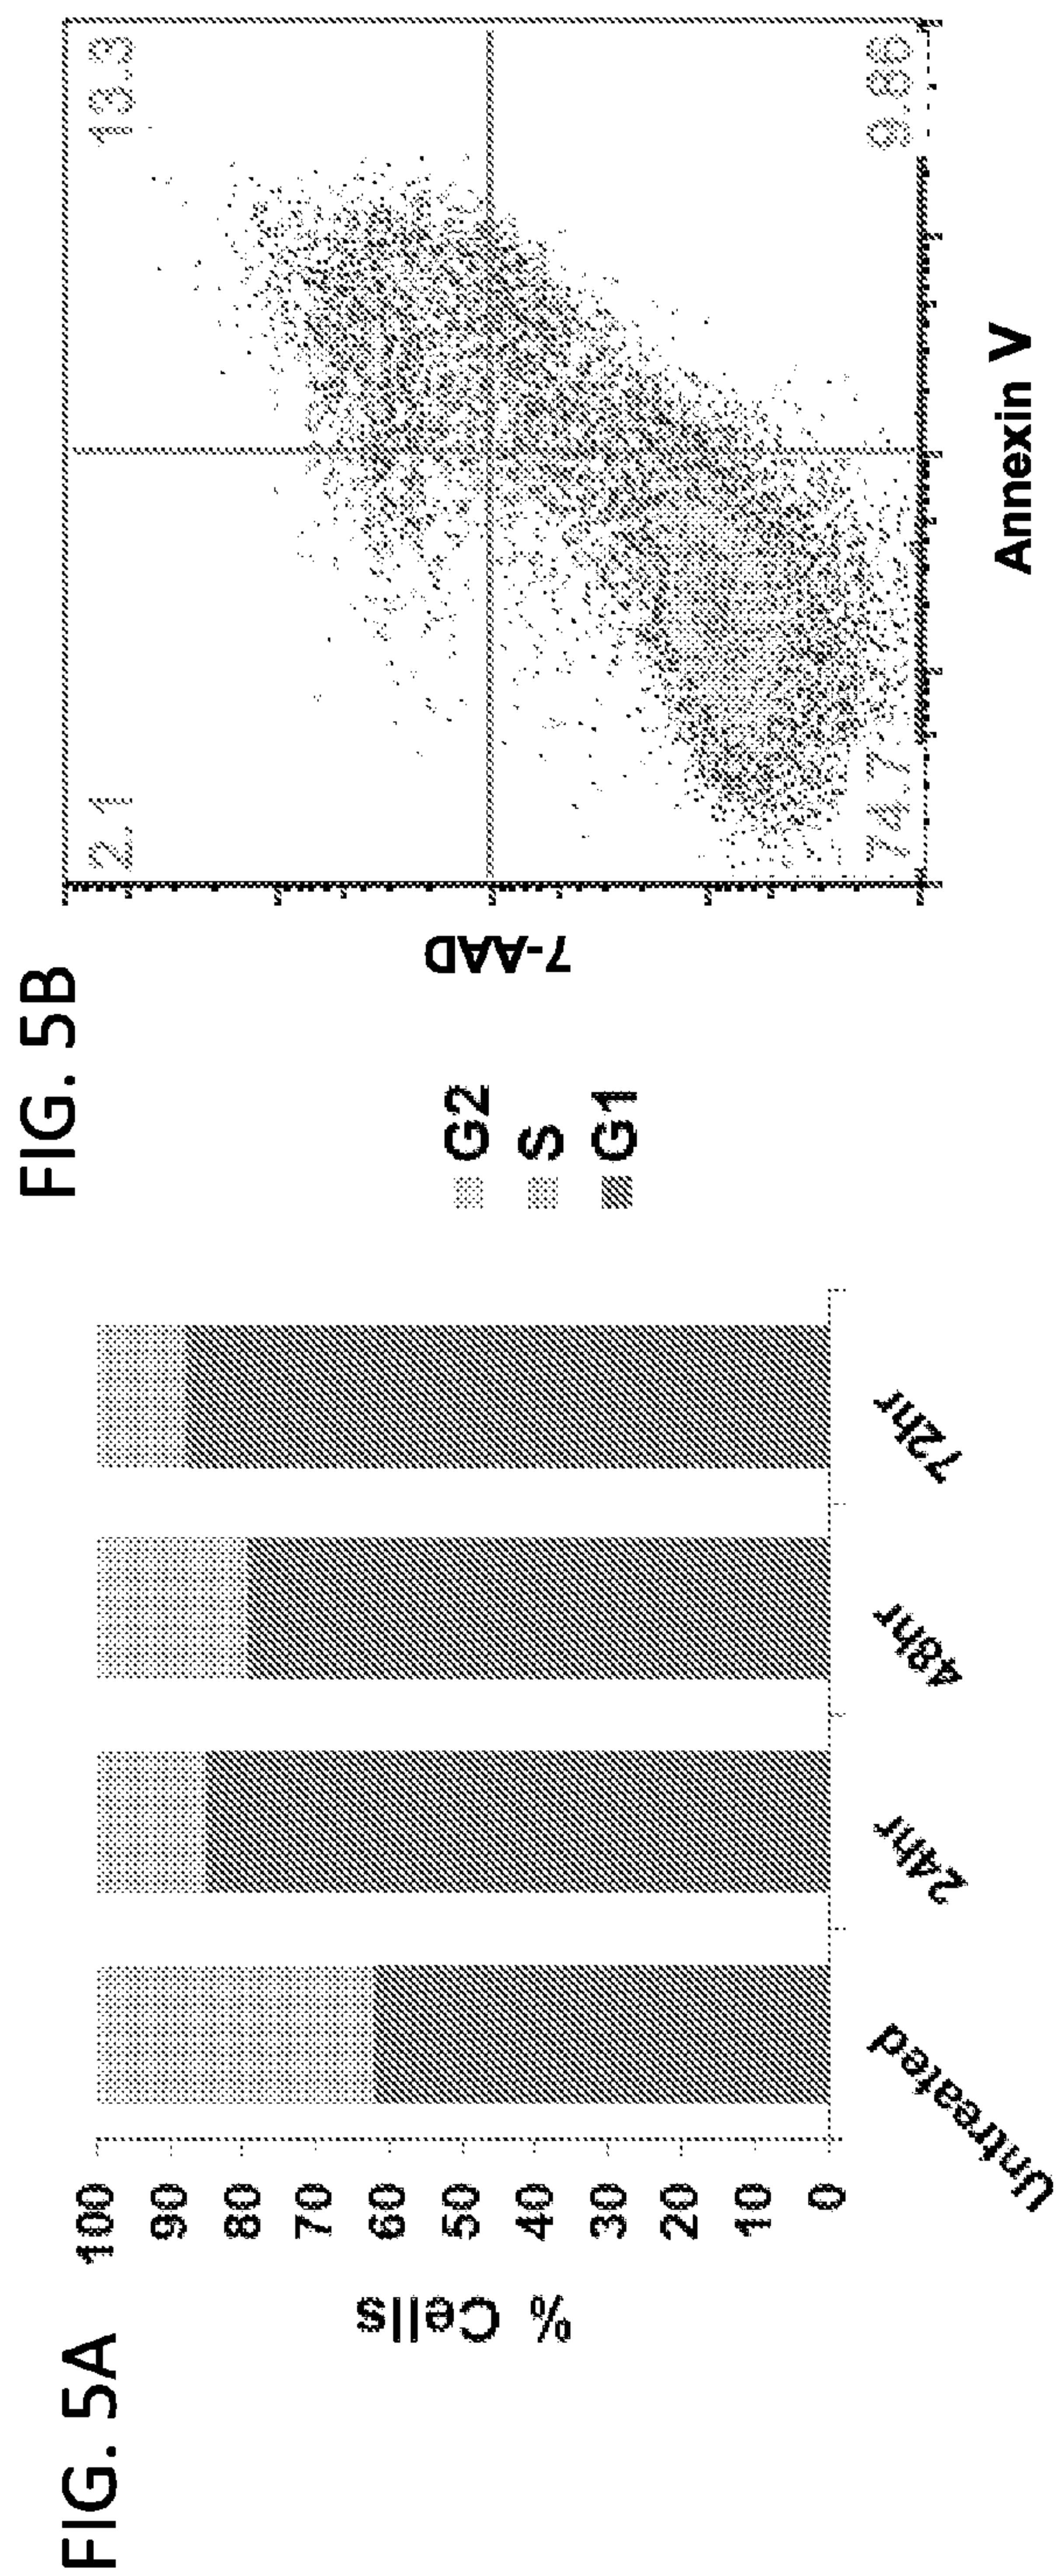 FIG. 5A
% Cells
100
90
80
70
60
50
40
30
20
10
0
Untreated
24hr
48hr
72hr
G2
S
G1
FIG. 5B
7-AAD
2.1
13.3
74.7
9.86
Annexin V